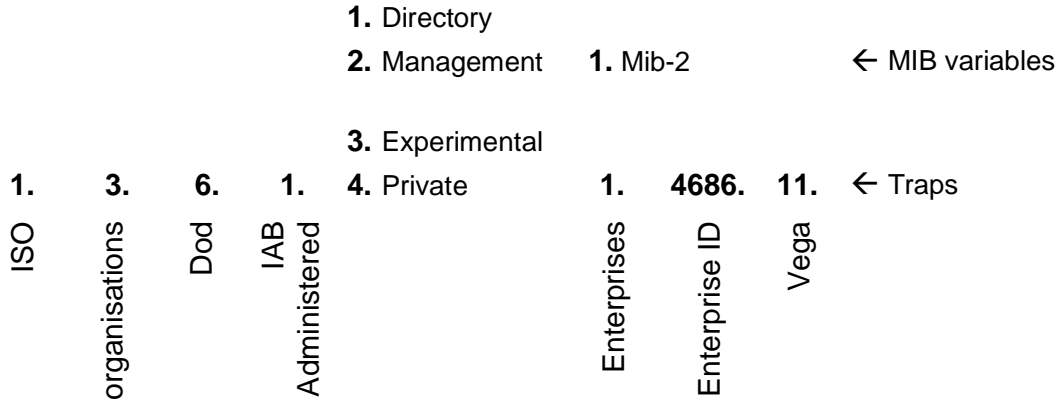 1. Directory
2. Management 1. Mib-2 ← MIB variables
3. Experimental
1. 3. 6. 1. 4. Private 1. 4686. 11. ← Traps
ISO
organisations
Dod
IAB
Administered
Enterprises
Enterprise ID
Vega